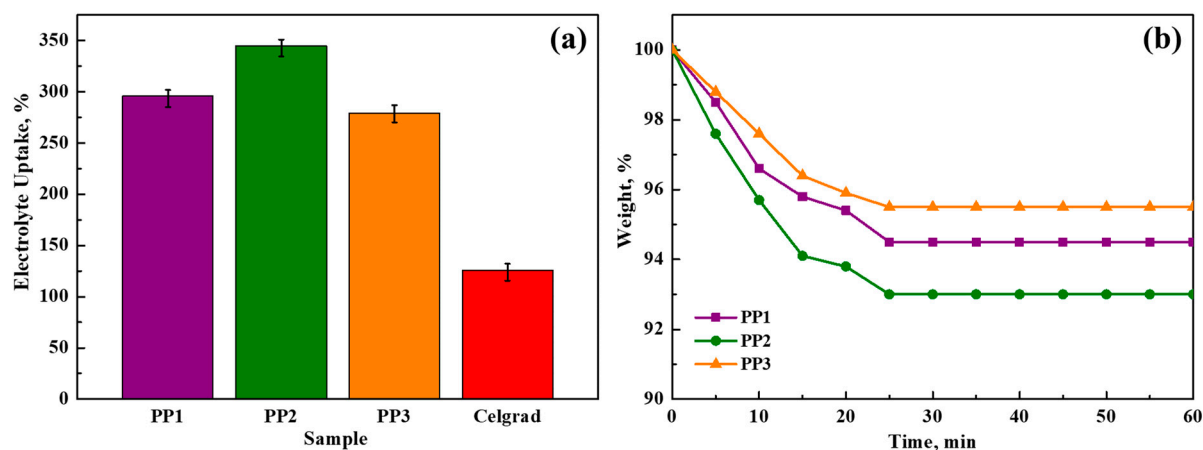 (a)
Electrolyte Uptake, %
350
300
250
200
150
100
50
0
PP1 PP2 PP3 Celgrad
Sample
(b)
Weight, %
100
98
96
94
92
90
PP1
PP2
PP3
0 10 20 30 40 50 60
Time, min